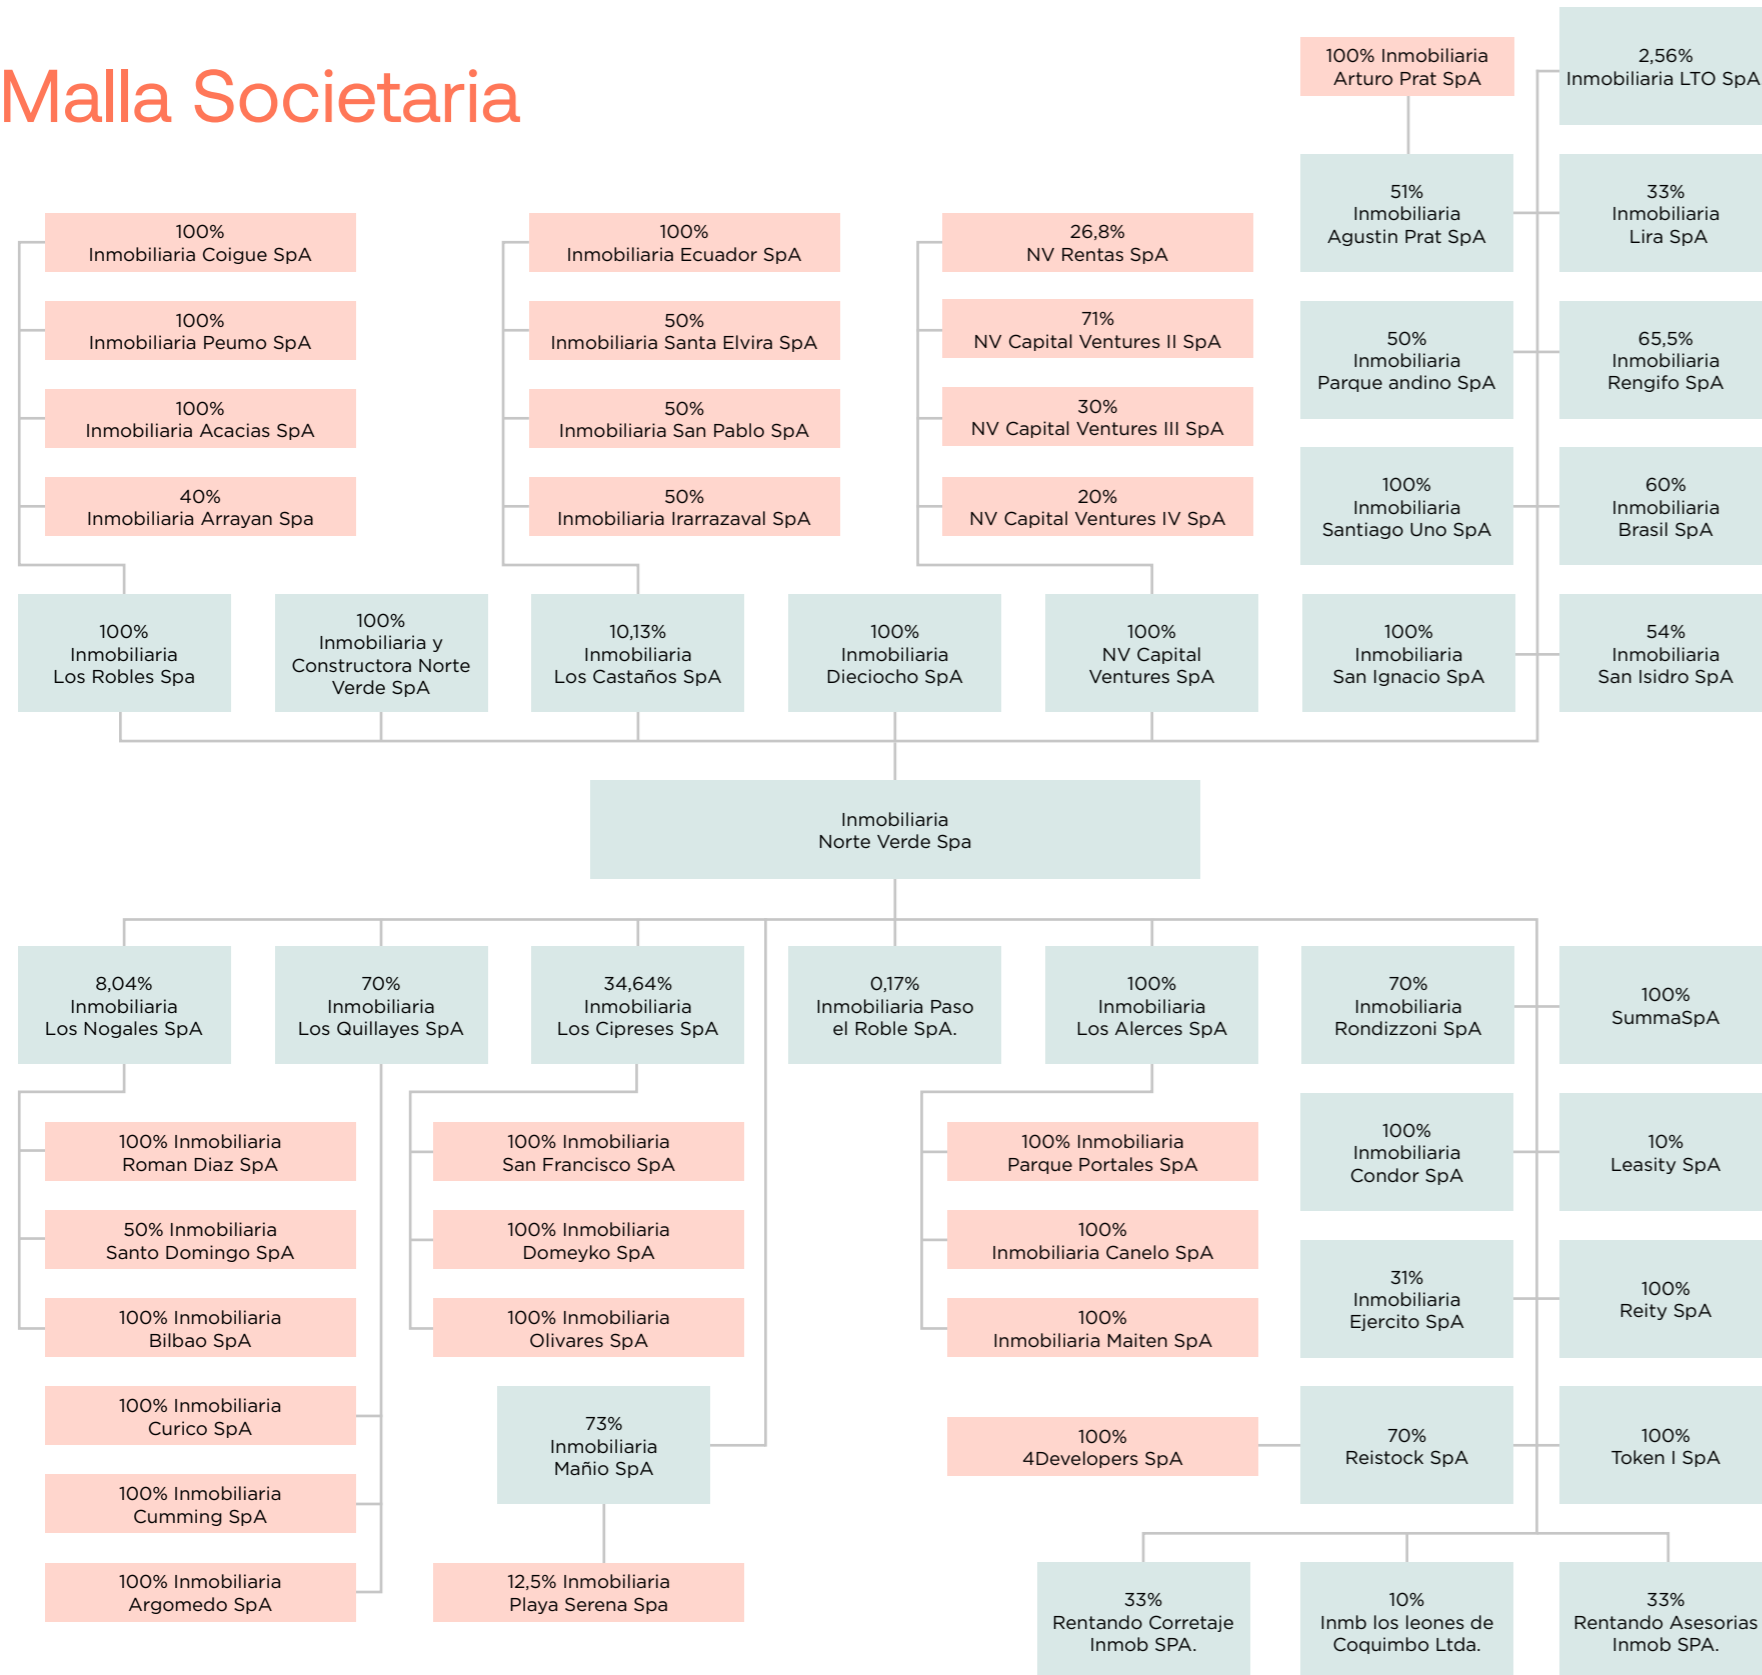 Malla Societaria
100% Inmobiliaria
Arturo Prat SpA
2,56%
Inmobiliaria LTO SpA
51%
Inmobiliaria
Agustin Prat SpA
33%
Inmobiliaria
Lira SpA
100%
Inmobiliaria Coigue SpA
100%
Inmobiliaria Ecuador SpA
26,8%
NV Rentas SpA
100%
Inmobiliaria Peumo SpA
50%
Inmobiliaria Santa Elvira SpA
71%
NV Capital Ventures II SpA
50%
Inmobiliaria
Parque andino SpA
65,5%
Inmobiliaria
Rengifo SpA
100%
Inmobiliaria Acacias SpA
50%
Inmobiliaria San Pablo SpA
30%
NV Capital Ventures III SpA
40%
Inmobiliaria Arrayan Spa
50%
Inmobiliaria Irarrazaval SpA
20%
NV Capital Ventures IV SpA
100%
Inmobiliaria
Santiago Uno SpA
60%
Inmobiliaria
Brasil SpA
100%
Inmobiliaria
Los Robles Spa
100%
Inmobiliaria y
Constructora Norte
Verde SpA
10,13%
Inmobiliaria
Los Castaños SpA
100%
Inmobiliaria
Dieciocho SpA
100%
NV Capital
Ventures SpA
100%
Inmobiliaria
San Ignacio SpA
54%
Inmobiliaria
San Isidro SpA
Inmobiliaria
Norte Verde Spa
8,04%
Inmobiliaria
Los Nogales SpA
70%
Inmobiliaria
Los Quillayes SpA
34,64%
Inmobiliaria
Los Cipreses SpA
0,17%
Inmobiliaria Paso
el Roble SpA.
100%
Inmobiliaria
Los Alerces SpA
70%
Inmobiliaria
Rondizzoni SpA
100%
SummaSpA
100% Inmobiliaria
Roman Diaz SpA
100% Inmobiliaria
San Francisco SpA
100% Inmobiliaria
Parque Portales SpA
100%
Inmobiliaria
Condor SpA
10%
Leasity SpA
50% Inmobiliaria
Santo Domingo SpA
100% Inmobiliaria
Domeyko SpA
100%
Inmobiliaria Canelo SpA
31%
Inmobiliaria
Ejercito SpA
100%
Reity SpA
100% Inmobiliaria
Bilbao SpA
100% Inmobiliaria
Olivares SpA
100%
Inmobiliaria Maiten SpA
100% Inmobiliaria
Curico SpA
73%
Inmobiliaria
Mañio SpA
100%
4Developers SpA
70%
Reistock SpA
100%
Token I SpA
100% Inmobiliaria
Cumming SpA
100% Inmobiliaria
Argomedo SpA
12,5% Inmobiliaria
Playa Serena Spa
33%
Rentando Corretaje
Inmob SPA.
10%
Inmb los leones de
Coquimbo Ltda.
33%
Rentando Asesorias
Inmob SPA.